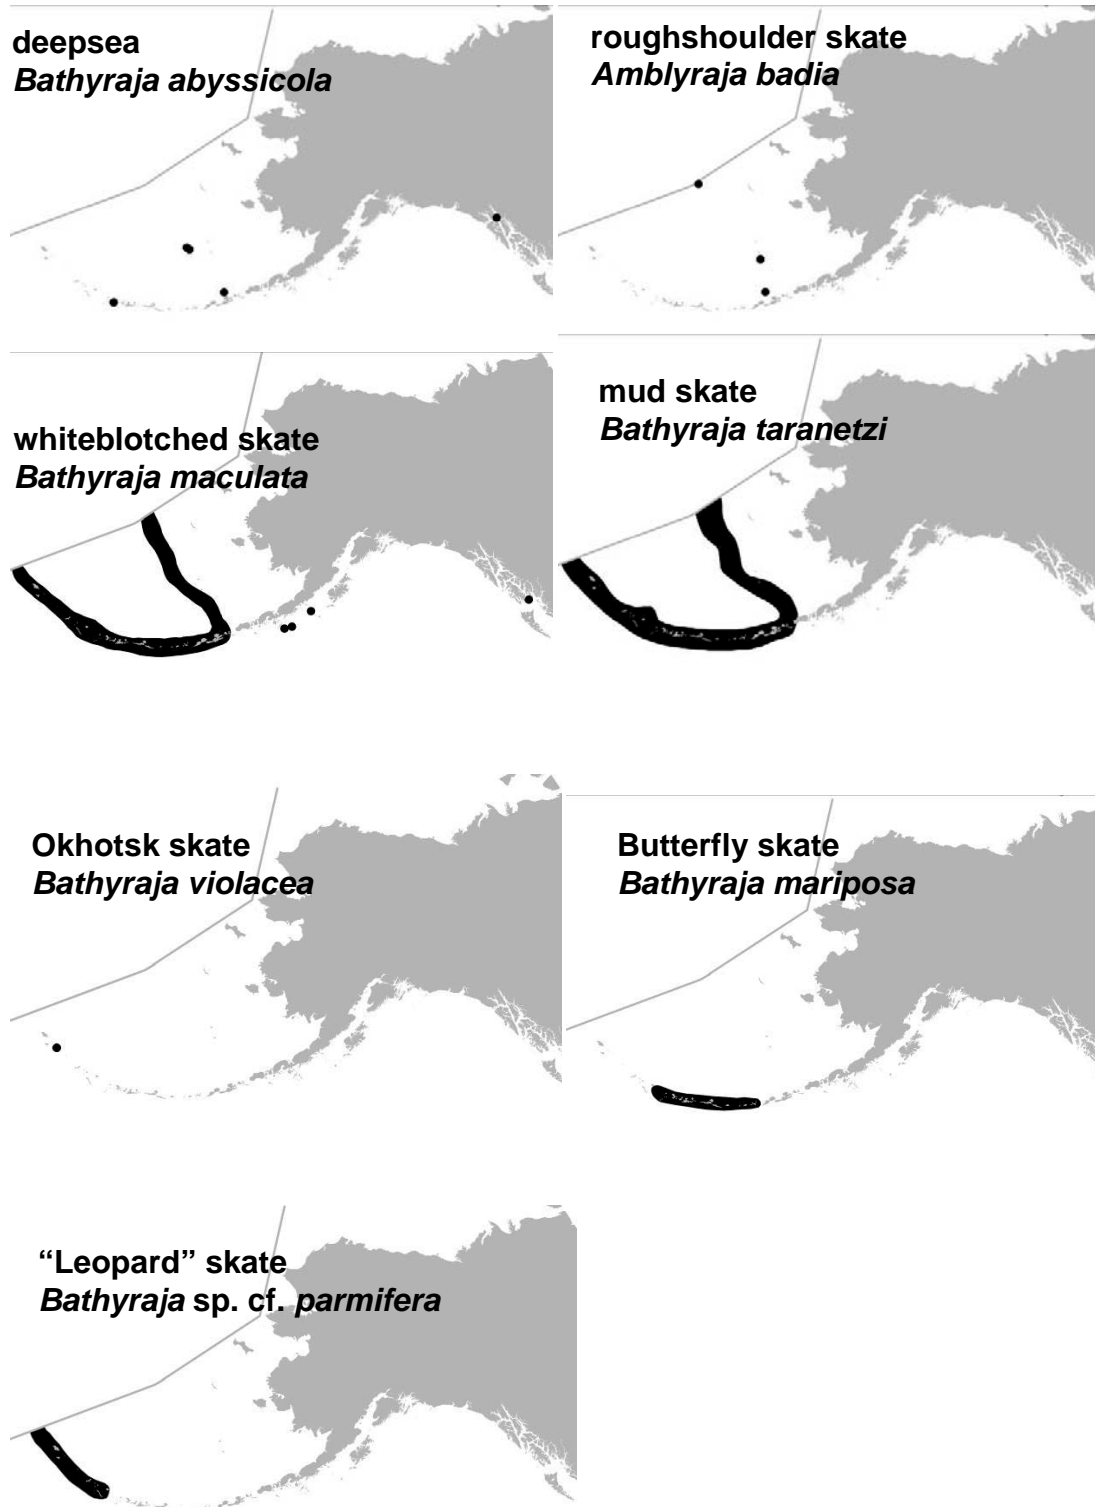 deepsea
Bathyraja abyssicola
roughshoulder skate
Amblyraja badia
whiteblotched skate
Bathyraja maculata
mud skate
Bathyraja taranetzi
Okhotsk skate
Bathyraja violacea
Butterfly skate
Bathyraja mariposa
“Leopard” skate
Bathyraja sp. cf. parmifera